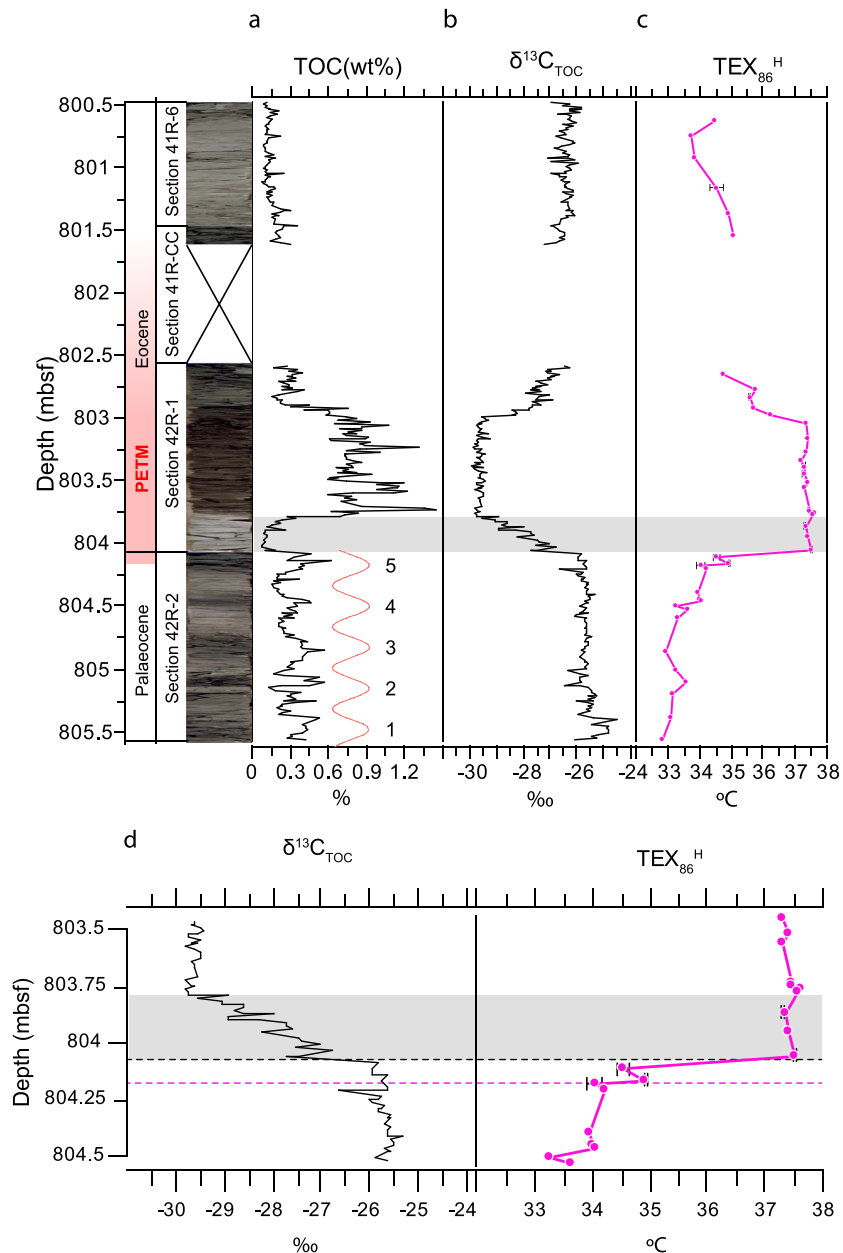 a
b
c
TOC(wt%)
δ¹³C_TOC
TEX₈₆ᴴ
800.5
801
801.5
802
802.5
803
803.5
804
804.5
805
805.5
Depth (mbsf)
Eocene
PETM
Palaeocene
Section 41R-6
Section 41R-CC
Section 42R-1
Section 42R-2
5
4
3
2
1
0 0.3 0.6 0.9 1.2
%
-30 -28 -26 -24
‰
33 34 35 36 37 38
ºC
d
δ¹³C_TOC
TEX₈₆ᴴ
803.5
803.75
804
804.25
804.5
Depth (mbsf)
-30 -29 -28 -27 -26 -25 -24
‰
33 34 35 36 37 38
ºC